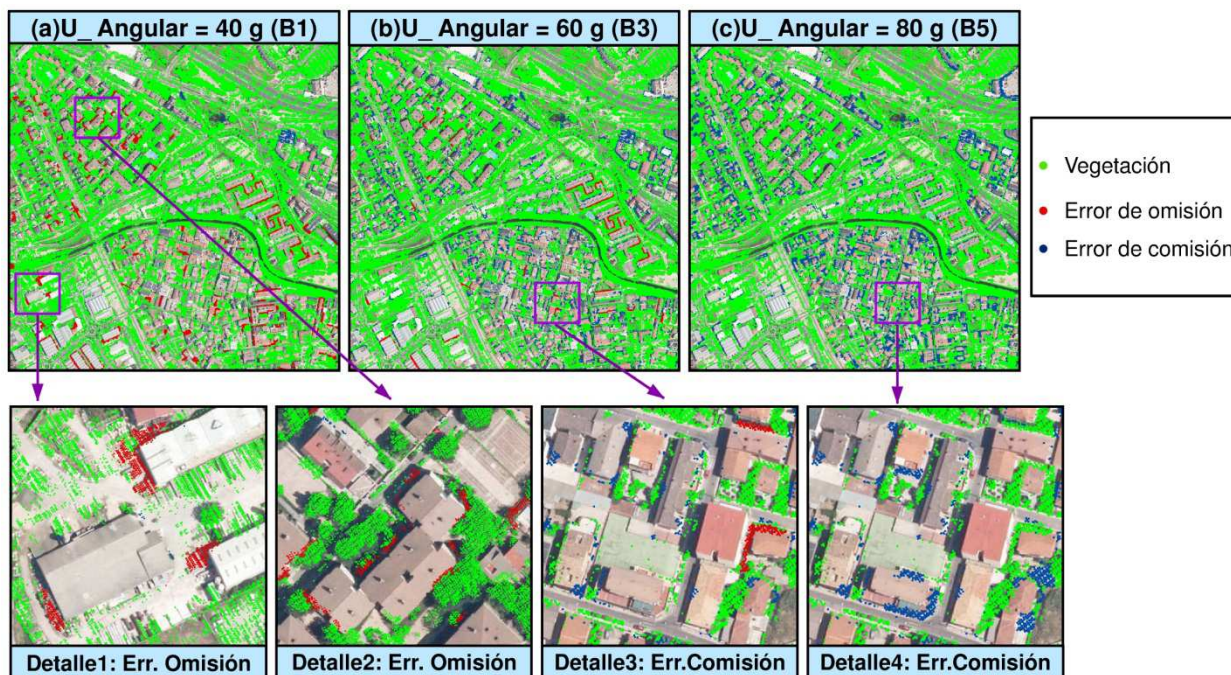 (a)U_ Angular = 40 g (B1)
(b)U_ Angular = 60 g (B3)
(c)U_ Angular = 80 g (B5)
Vegetación
Error de omisión
Error de comisión
Detalle1: Err. Omisión
Detalle2: Err. Omisión
Detalle3: Err.Comisión
Detalle4: Err.Comisión